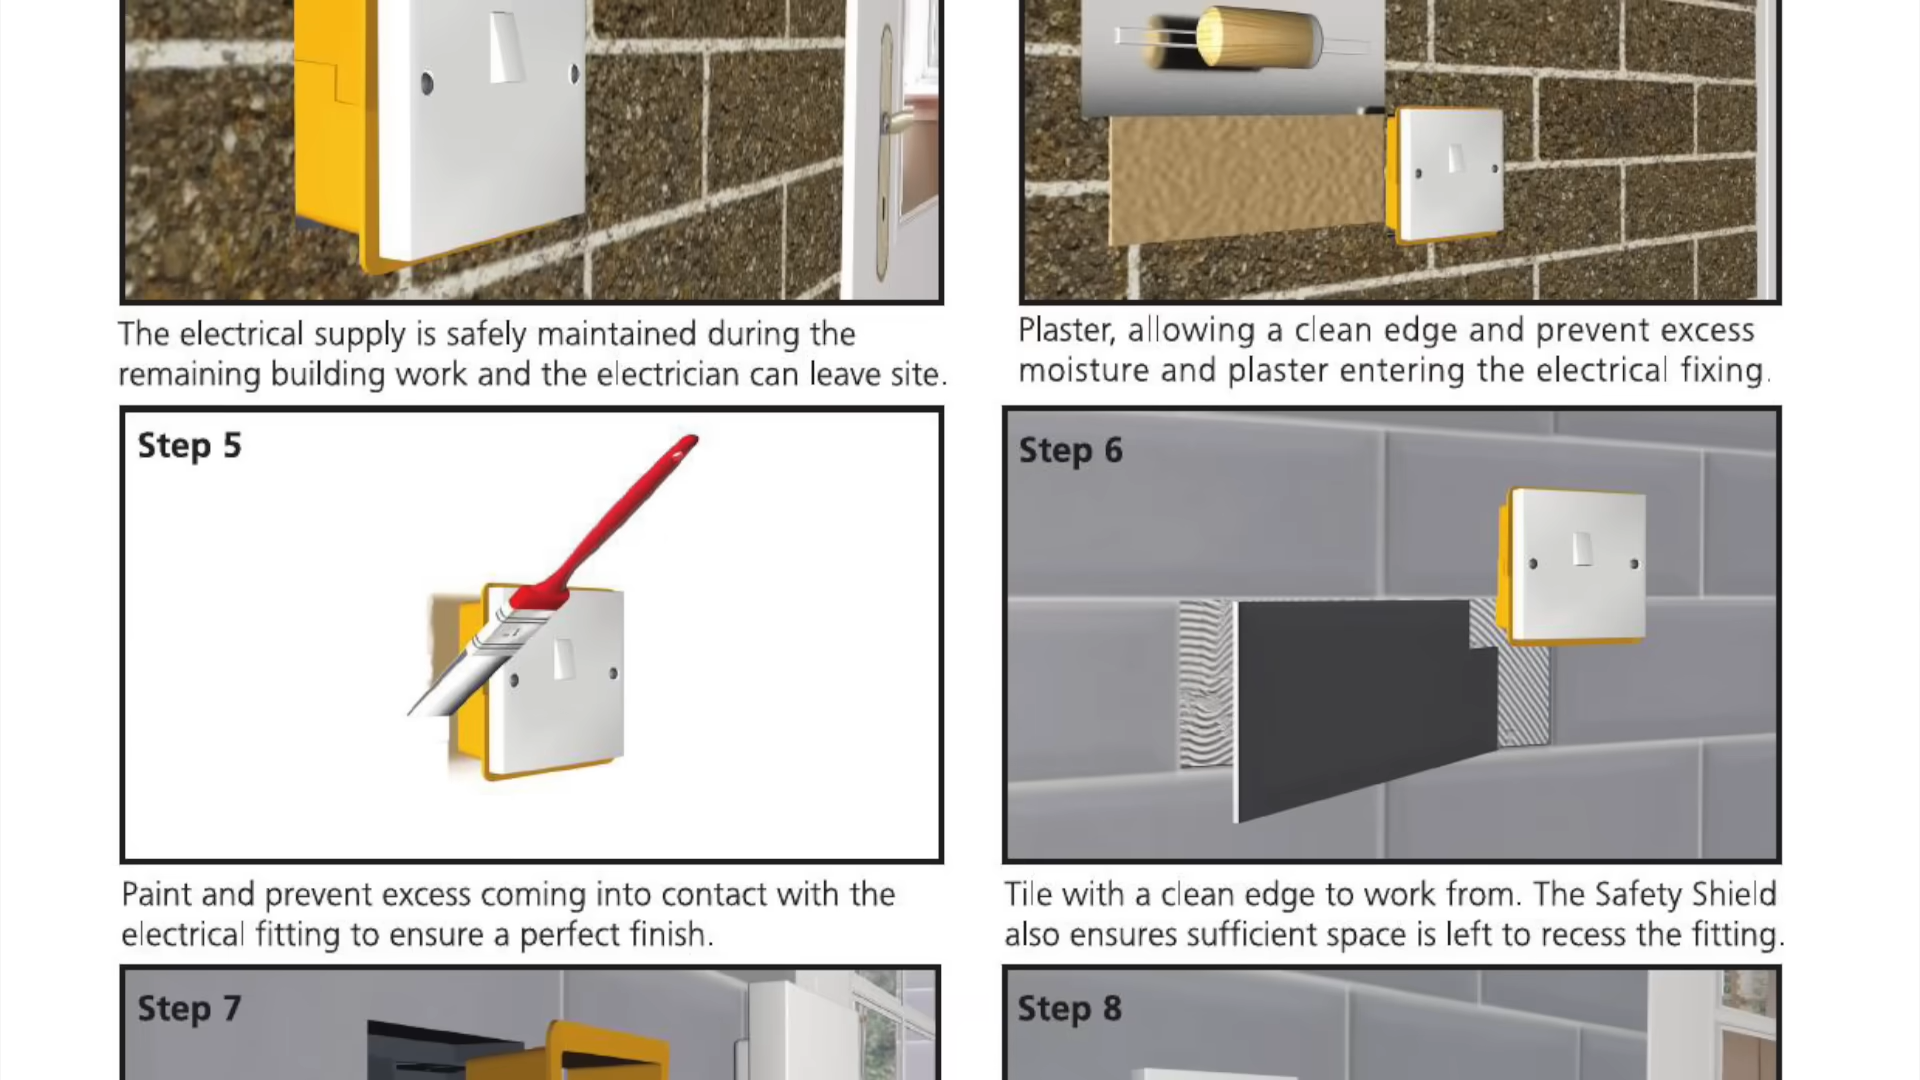 The electrical supply is safely maintained during the
remaining building work and the electrician can leave site.
Plaster, allowing a clean edge and prevent excess
moisture and plaster entering the electrical fixing.
Step 5
Paint and prevent excess coming into contact with the
electrical fitting to ensure a perfect finish.
Step 6
Tile with a clean edge to work from. The Safety Shield
also ensures sufficient space is left to recess the fitting.
Step 7
Step 8